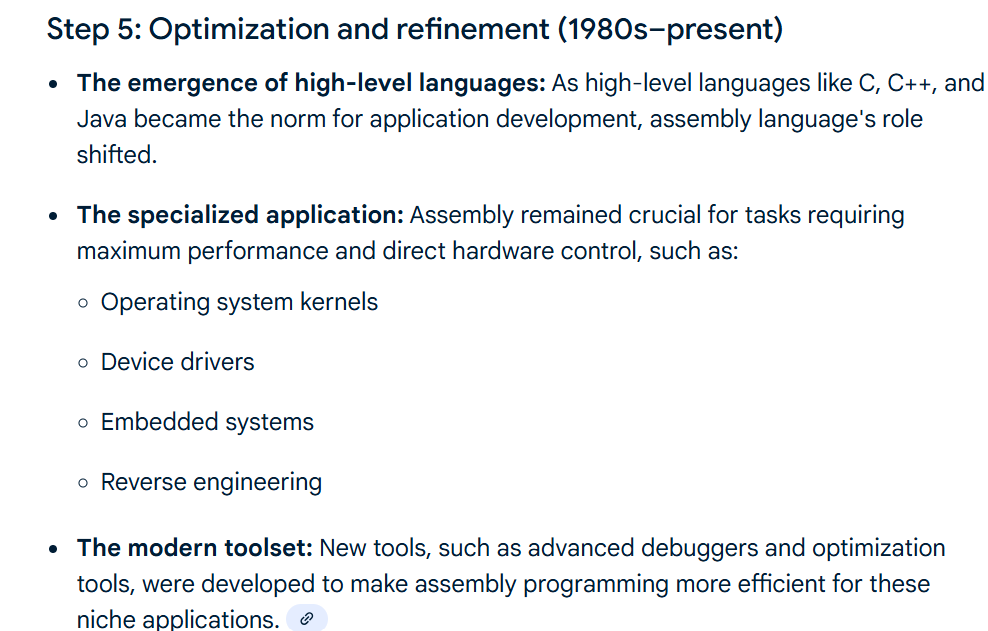 Step 5: Optimization and refinement (1980s–present)
• The emergence of high-level languages: As high-level languages like C, C++, and
Java became the norm for application development, assembly language's role
shifted.
• The specialized application: Assembly remained crucial for tasks requiring
maximum performance and direct hardware control, such as:
◦ Operating system kernels
◦ Device drivers
◦ Embedded systems
◦ Reverse engineering
• The modern toolset: New tools, such as advanced debuggers and optimization
tools, were developed to make assembly programming more efficient for these
niche applications.